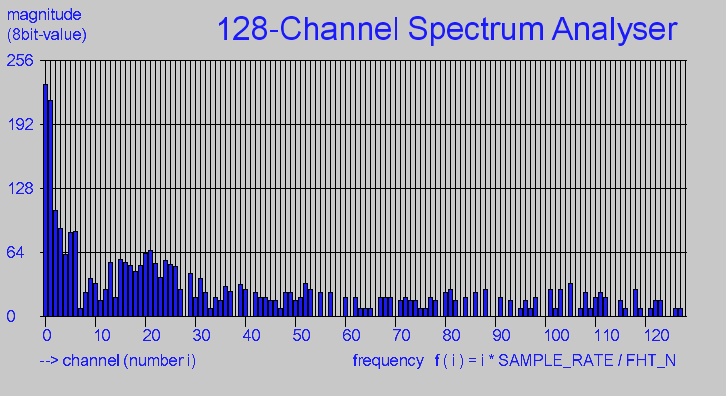 magnitude
(8bit-value)
128-Channel Spectrum Analyser
256
192
128
64
0
0 10 20 30 40 50 60 70 80 90 100 110 120
--> channel (number i)
frequency f ( i ) = i * SAMPLE_RATE / FHT_N